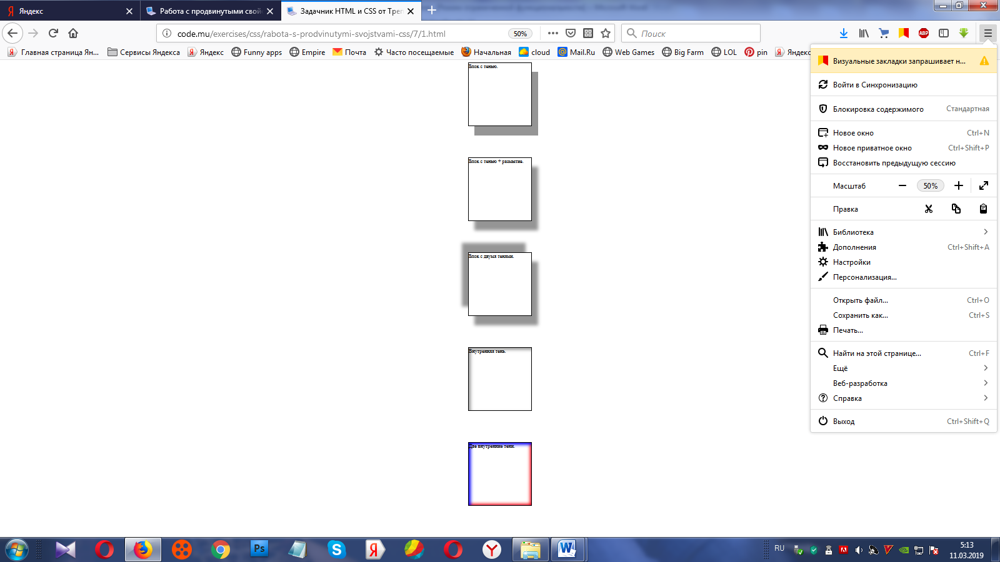 Яндекс
Работа с продвинутыми свой
Задачник HTML и CSS от Треп
code.mu/exercises/css/rabota-s-prodvinutymi-svojstvami-css/7/1.html
50%
Поиск
ABP
Главная страница Ян...
Сервисы Яндекса
Яндекс
Funny apps
Empire
Почта
Часто посещаемые
Начальная
cloud
Mail.Ru
Web Games
Big Farm
LOL
pin
Яндекс
Блок с тенью.
Блок с тенью + размытие.
Блок с двумя тенями.
Внутренняя тень.
Две внутренние тени.
Визуальные закладки запрашивает н...
Войти в Синхронизацию
Блокировка содержимого Стандартная
Новое окно Ctrl+N
Новое приватное окно Ctrl+Shift+P
Восстановить предыдущую сессию
Масштаб 50%
Правка
Библиотека
Дополнения Ctrl+Shift+A
Настройки
Персонализация...
Открыть файл... Ctrl+O
Сохранить как... Ctrl+S
Печать...
Найти на этой странице... Ctrl+F
Ещё
Веб-разработка
Справка
Выход Ctrl+Shift+Q
Ps
RU
5:13
11.03.2019